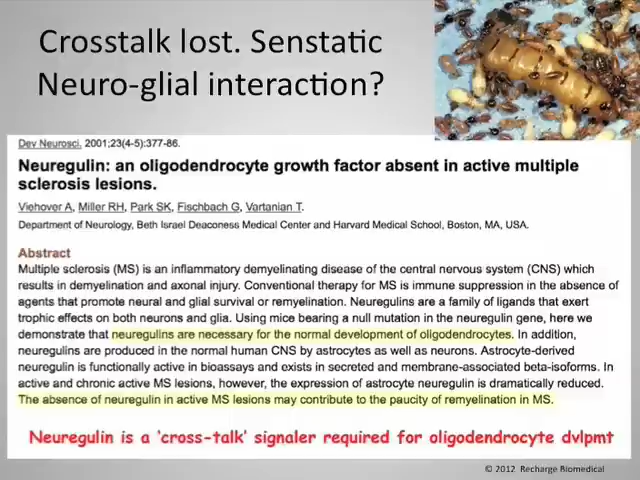 Crosstalk lost. Senstatic
Neuro-glial interaction?
Dev Neurosci. 2001;23(4-5):377-86.
Neuregulin: an oligodendrocyte growth factor absent in active multiple
sclerosis lesions.
Viehover A, Miller RH, Park SK, Fischbach G, Vartanian T.
Department of Neurology, Beth Israel Deaconess Medical Center and Harvard Medical School, Boston, MA, USA.
Abstract
Multiple sclerosis (MS) is an inflammatory demyelinating disease of the central nervous system (CNS) which
results in demyelination and axonal injury. Conventional therapy for MS is immune suppression in the absence of
agents that promote neural and glial survival or remyelination. Neuregulins are a family of ligands that exert
trophic effects on both neurons and glia. Using mice bearing a null mutation in the neuregulin gene, here we
demonstrate that neuregulins are necessary for the normal development of oligodendrocytes. In addition,
neuregulins are produced in the normal human CNS by astrocytes as well as neurons. Astrocyte-derived
neuregulin is functionally active in bioassays and exists in secreted and membrane-associated beta-isoforms. In
active and chronic active MS lesions, however, the expression of astrocyte neuregulin is dramatically reduced.
The absence of neuregulin in active MS lesions may contribute to the paucity of remyelination in MS.
Neuregulin is a 'cross-talk' signaler required for oligodendrocyte dvlpmt
© 2012 Recharge Biomedical